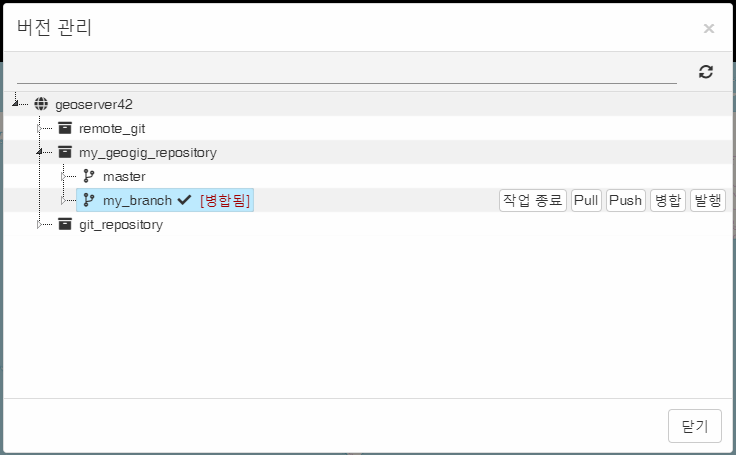 버전 관리 ×
geoserver42
remote_git
my_geogig_repository
master
my_branch [병합됨] 작업 종료 Pull Push 병합 발행
git_repository
닫기